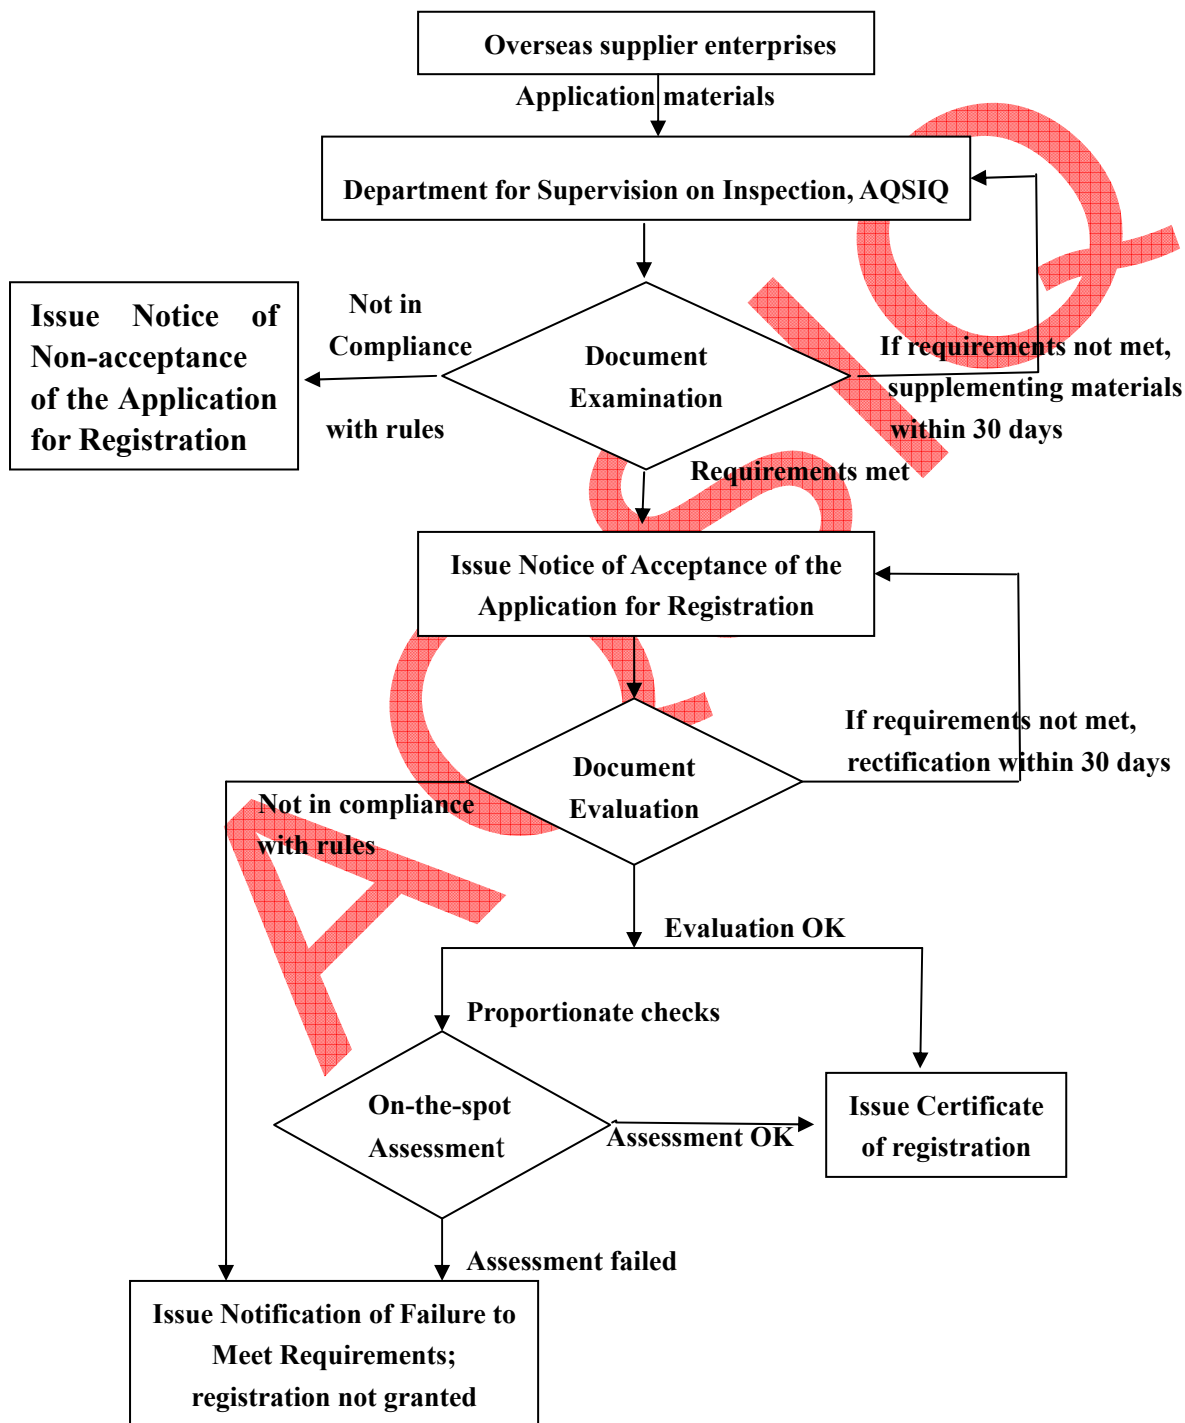 Overseas supplier enterprises
Application materials
Department for Supervision on Inspection, AQSIQ
Issue Notice of
Non-acceptance
of the Application
for Registration
Not in
Compliance
with rules
Document
Examination
If requirements not met,
supplementing materials
within 30 days
Requirements met
Issue Notice of Acceptance of the
Application for Registration
Document
Evaluation
If requirements not met,
rectification within 30 days
Not in compliance
with rules
Evaluation OK
Proportionate checks
On-the-spot
Assessment
Assessment OK
Issue Certificate
of registration
Assessment failed
Issue Notification of Failure to
Meet Requirements;
registration not granted
AQSIQ